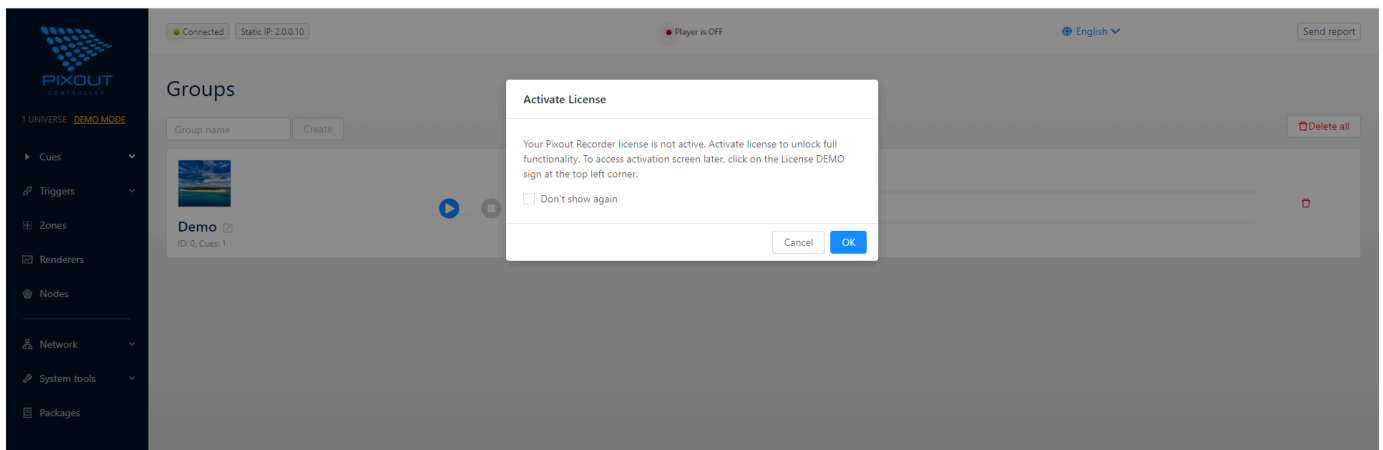 PIXOUT
CONTROLLER
1 UNIVERSE DEMO MODE
Cues
Triggers
Zones
Renderers
Nodes
Network
System tools
Packages
Connected
Static IP: 2.0.0.10
Player is OFF
English
Send report
Groups
Group name
Create
Delete all
Demo
ID: 0, Cues: 1
Activate License
Your Pixout Recorder license is not active. Activate license to unlock full
functionality. To access activation screen later, click on the License DEMO
sign at the top left corner.
Don't show again
Cancel
OK